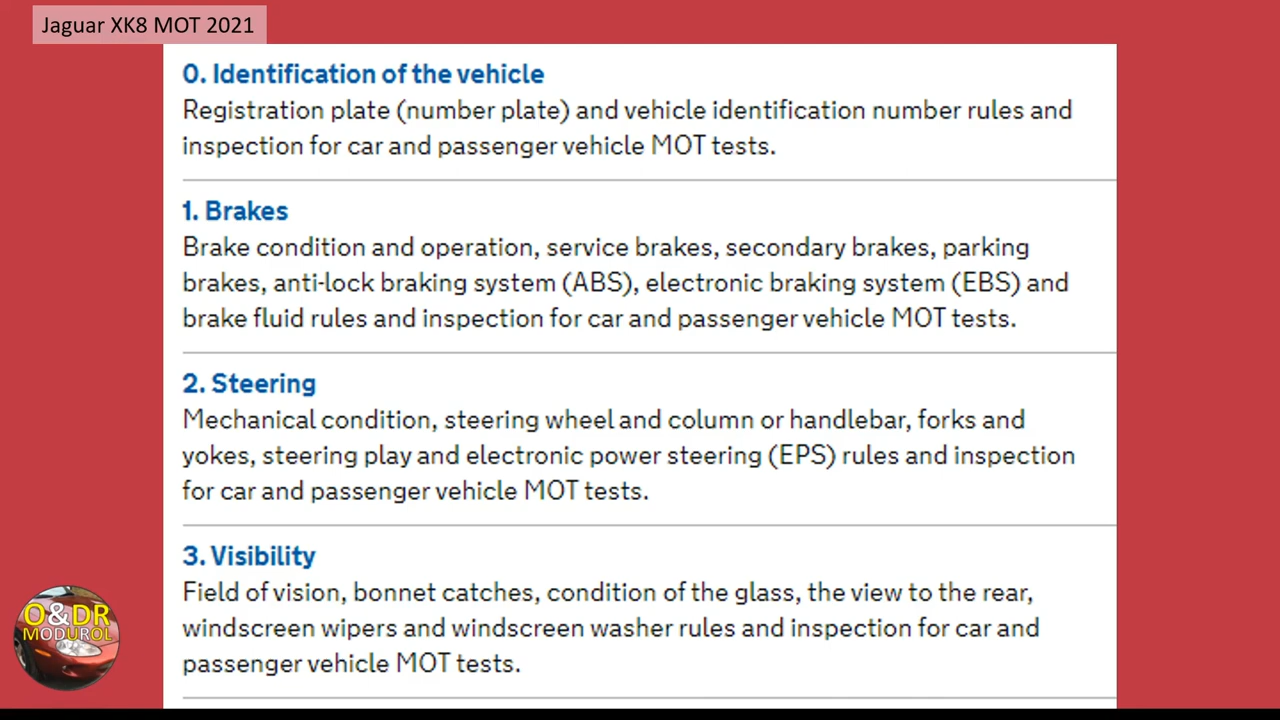 Jaguar XK8 MOT 2021
0. Identification of the vehicle
Registration plate (number plate) and vehicle identification number rules and
inspection for car and passenger vehicle MOT tests.
1. Brakes
Brake condition and operation, service brakes, secondary brakes, parking
brakes, anti-lock braking system (ABS), electronic braking system (EBS) and
brake fluid rules and inspection for car and passenger vehicle MOT tests.
2. Steering
Mechanical condition, steering wheel and column or handlebar, forks and
yokes, steering play and electronic power steering (EPS) rules and inspection
for car and passenger vehicle MOT tests.
3. Visibility
Field of vision, bonnet catches, condition of the glass, the view to the rear,
windscreen wipers and windscreen washer rules and inspection for car and
passenger vehicle MOT tests.
O&DR
MODUROL